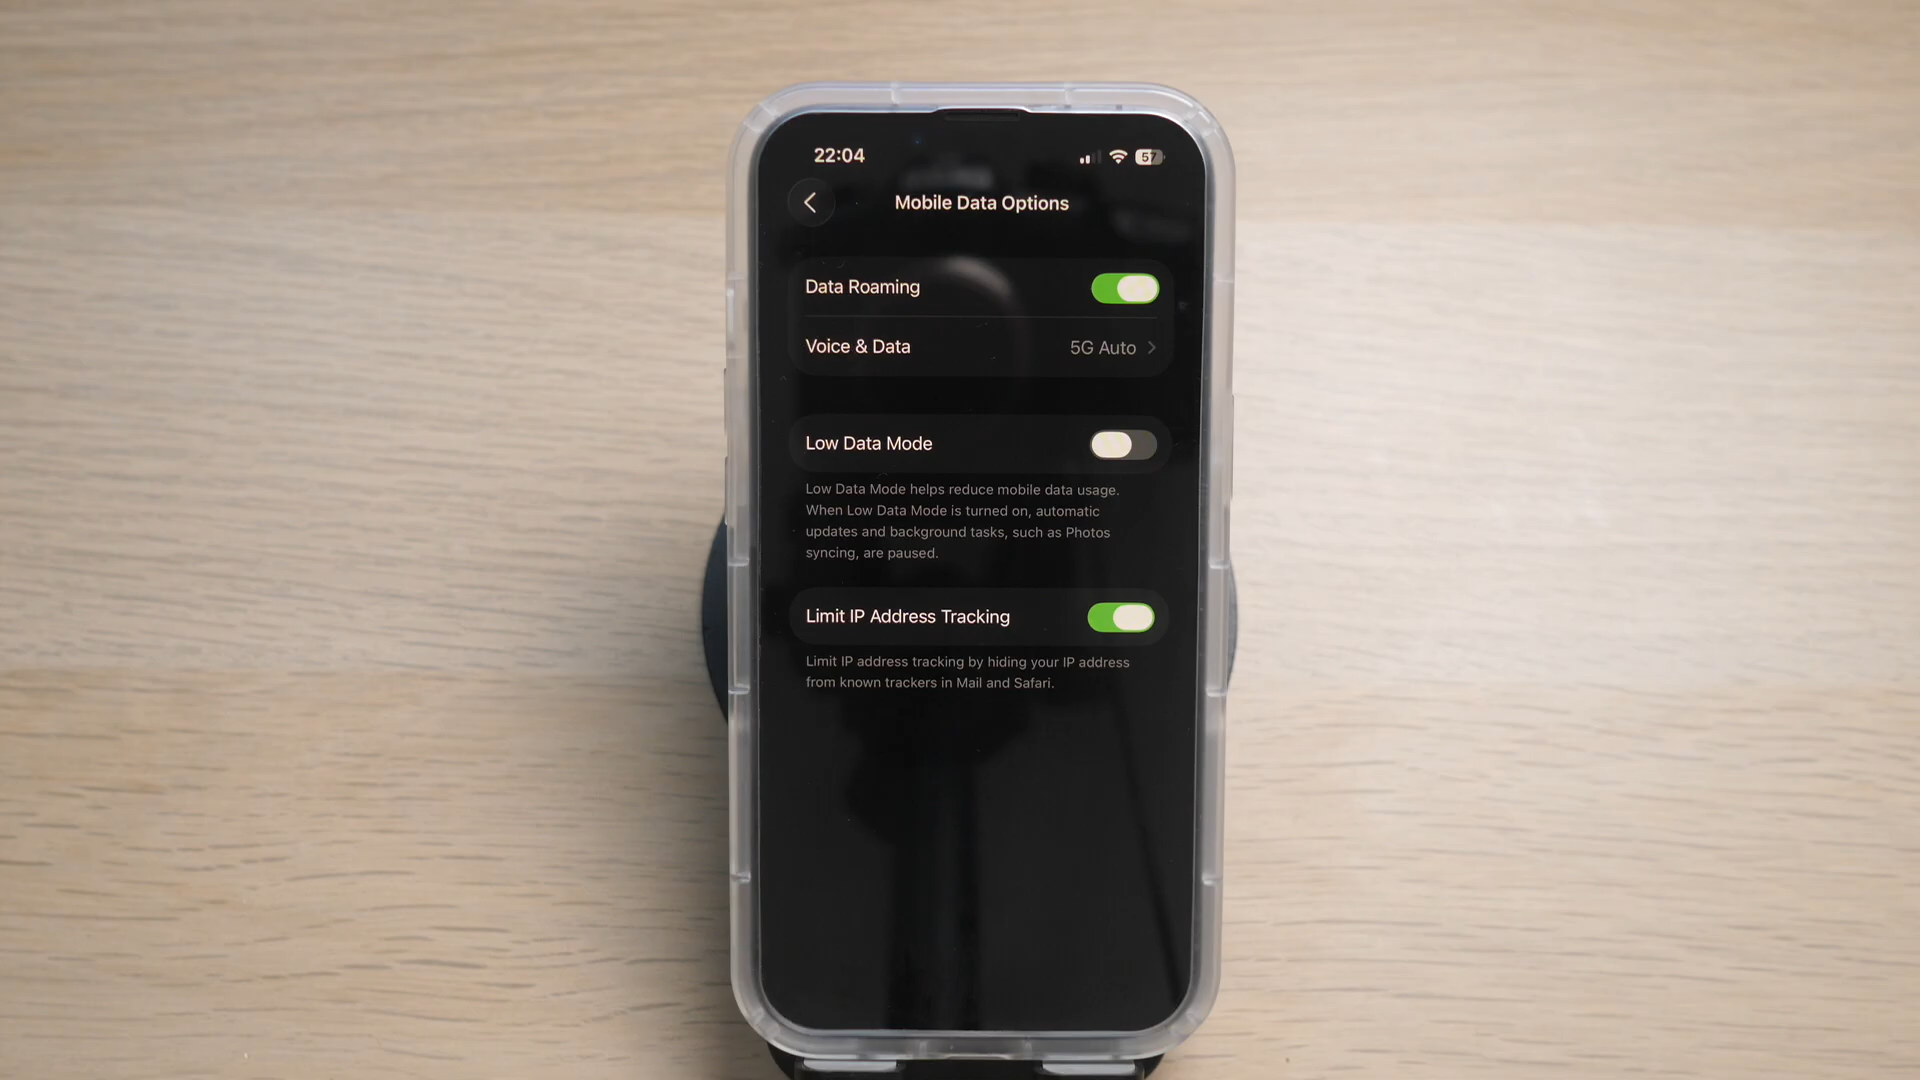 22:04
57
Mobile Data Options
Data Roaming
Voice & Data
5G Auto
Low Data Mode
Low Data Mode helps reduce mobile data usage.
When Low Data Mode is turned on, automatic
updates and background tasks, such as Photos
syncing, are paused.
Limit IP Address Tracking
Limit IP address tracking by hiding your IP address
from known trackers in Mail and Safari.